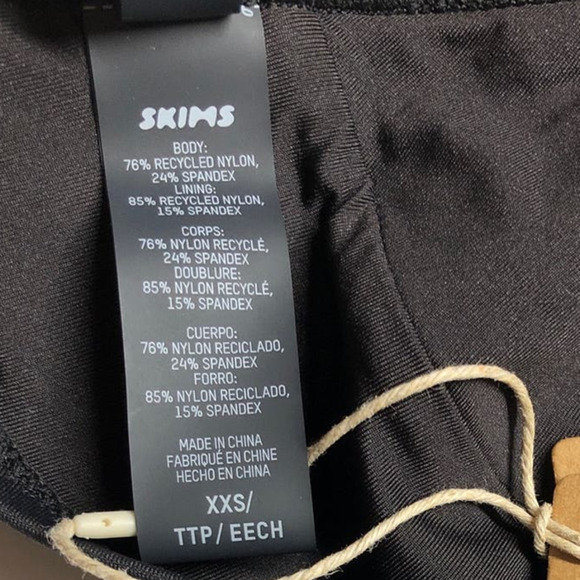 SKIMS
BODY:
76% RECYCLED NYLON,
24% SPANDEX
LINING:
85% RECYCLED NYLON,
15% SPANDEX
CORPS:
76% NYLON RECYCLÉ,
24% SPANDEX
DOUBLURE:
85% NYLON RECYCLÉ,
15% SPANDEX
CUERPO:
76% NYLON RECICLADO,
24% SPANDEX
FORRO:
85% NYLON RECICLADO,
15% SPANDEX
MADE IN CHINA
FABRIQUÉ EN CHINE
HECHO EN CHINA
XXS/
TTP/EECH